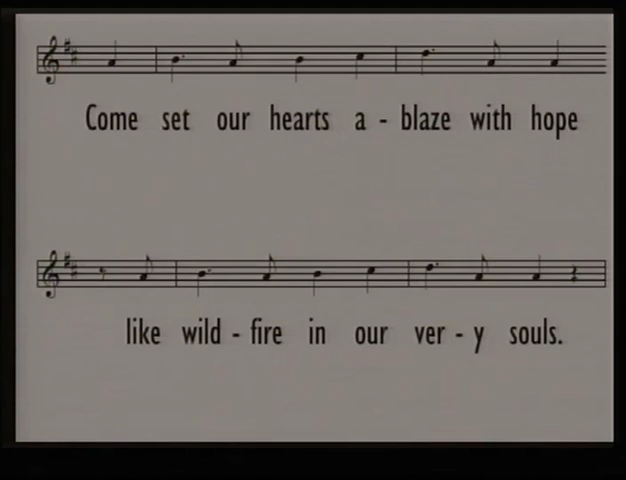 Come set our hearts a - blaze with hope
like wild - fire in our ver - y souls.